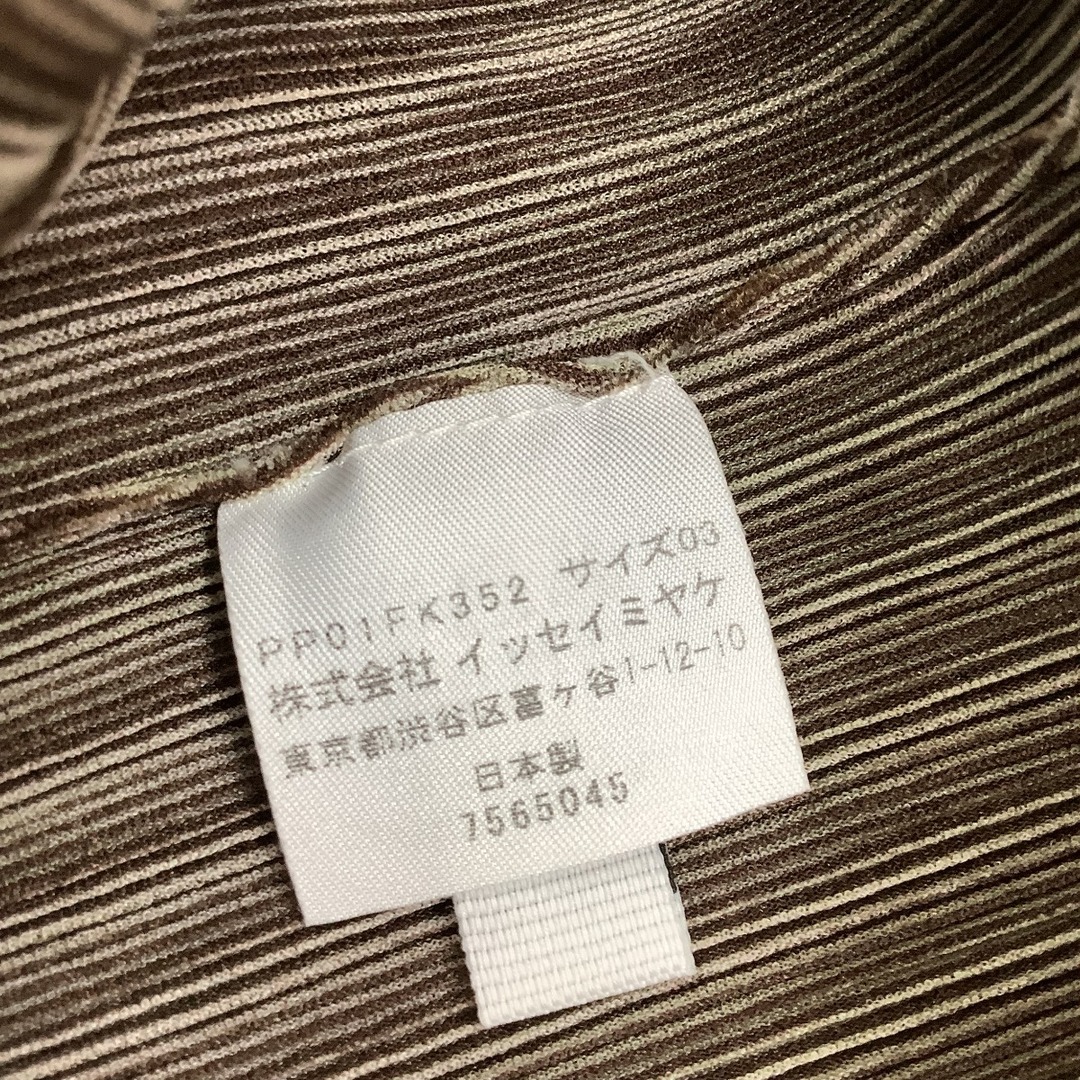 PP01FK352 サイズ03
株式会社 イッセイミヤケ
東京都渋谷区富ヶ谷1-12-10
日本製
7565045